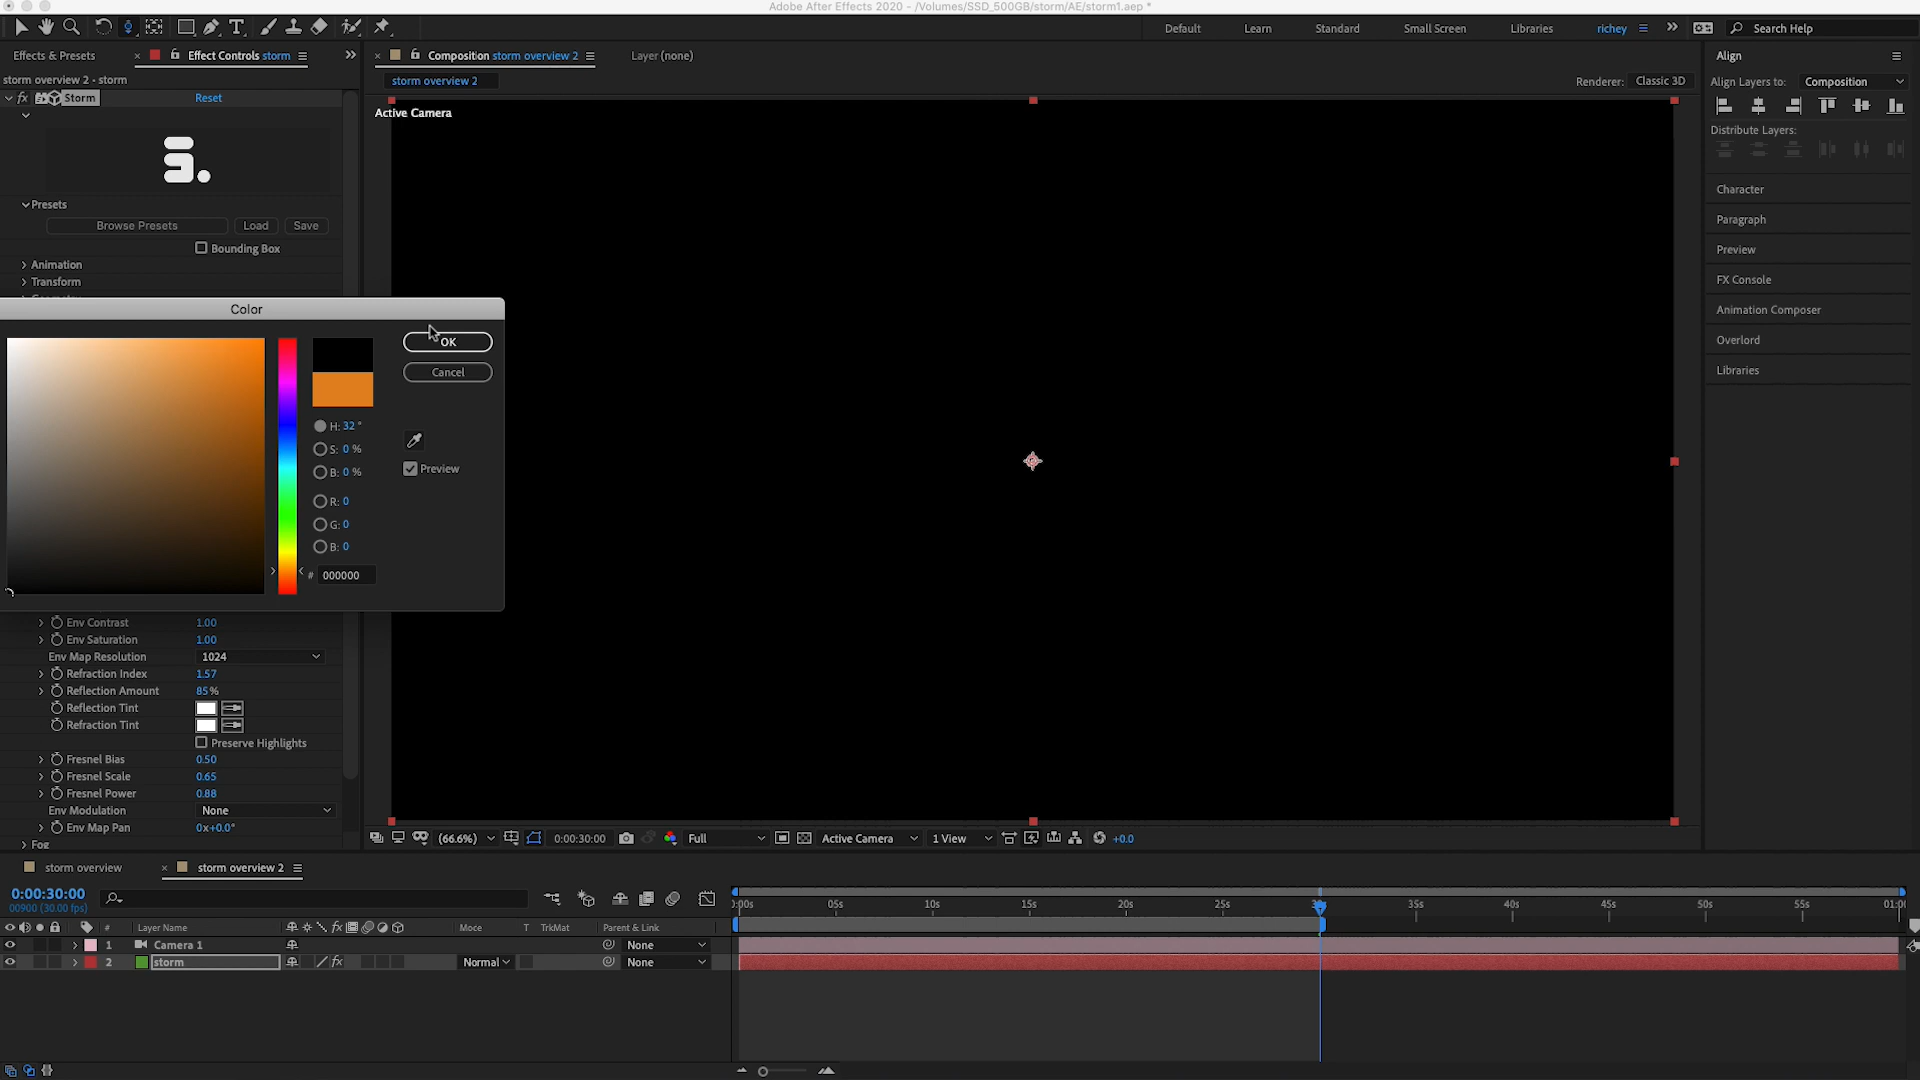 Adobe After Effects 2020 - /Volumes/SSD_500GB/storm/AE/storm1.aep *
Default
Learn
Standard
Small Screen
Libraries
richey
Search Help
Effects & Presets
Effect Controls storm
Composition storm overview 2
Layer (none)
Align
storm overview 2 - storm
storm overview 2
Renderer:
Classic 3D
Align Layers to:
Composition
fx
Storm
Reset
Active Camera
Distribute Layers:
Presets
Browse Presets
Load
Save
Bounding Box
Animation
Transform
Character
Paragraph
Preview
FX Console
Animation Composer
Overlord
Libraries
Color
OK
Cancel
H: 32 °
S: 0 %
B: 0 %
Preview
R: 0
G: 0
B: 0
# 000000
Env Contrast 1.00
Env Saturation 1.00
Env Map Resolution 1024
Refraction Index 1.57
Reflection Amount 85%
Reflection Tint
Refraction Tint
Preserve Highlights
Fresnel Bias 0.50
Fresnel Scale 0.65
Fresnel Power 0.88
Env Modulation None
Env Map Pan 0x+0.0°
Fog
(66.6%)
0:00:30:00
Full
Active Camera
1 View
+0.0
storm overview
storm overview 2
0:00:30:00
00900 (30.00 fps)
):00s
05s
10s
15s
20s
25s
35s
40s
45s
50s
55s
01:0(
#
Layer Name
fx
T
TrkMat
Parent & Link
1
Camera 1
None
2
storm
fx
Normal
None